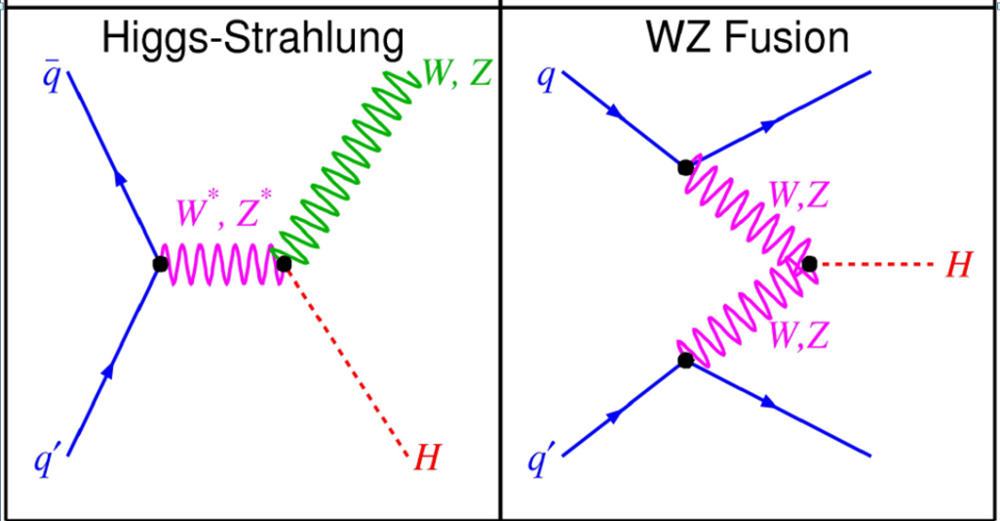 Higgs-Strahlung
q̄
W, Z
W*, Z*
q′
H
WZ Fusion
q
W,Z
H
W,Z
q′